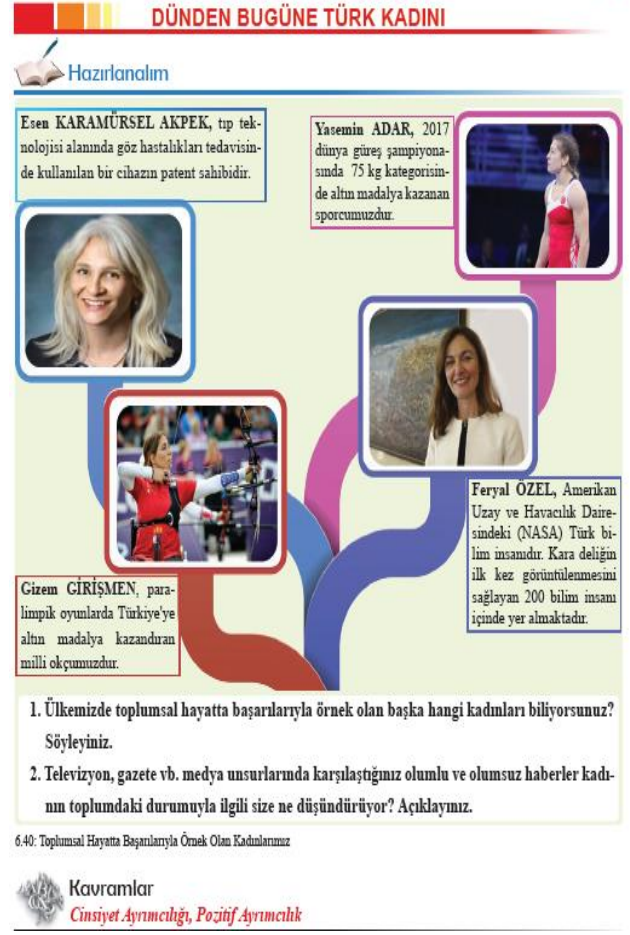 DÜNDEN BUGÜNE TÜRK KADINI
Hazırlanalım
Esen KARAMÜRSEL AKPEK, tıp tek-
nolojisi alanında göz hastalıkları tedavisin-
de kullanılan bir cihazın patent sahibidir.
Yasemin ADAR, 2017
dünya güreş şampiyona-
sında 75 kg kategorisin-
de altın madalya kazanan
sporcumuzdur.
Feryal ÖZEL, Amerikan
Uzay ve Havacılık Daire-
sindeki (NASA) Türk bi-
lim insanıdır. Kara deliğin
ilk kez görüntülenmesini
sağlayan 200 bilim insanı
içinde yer almaktadır.
Gizem GİRİŞMEN, para-
limpik oyunlarda Türkiye'ye
altın madalya kazandıran
milli okçumuzdur.
1. Ülkemizde toplumsal hayatta başarılarıyla örnek olan başka hangi kadınları biliyorsunuz?
Söyleyiniz.
2. Televizyon, gazete vb. medya unsurlarında karşılaştığınız olumlu ve olumsuz haberler kadı-
nın toplumdaki durumuyla ilgili size ne düşündürüyor? Açıklayınız.
6.40: Toplumsal Hayatta Başarılarıyla Örnek Olan Kadınlarımız
Kavramlar
Cinsiyet Ayrımcılığı, Pozitif Ayrımcılık